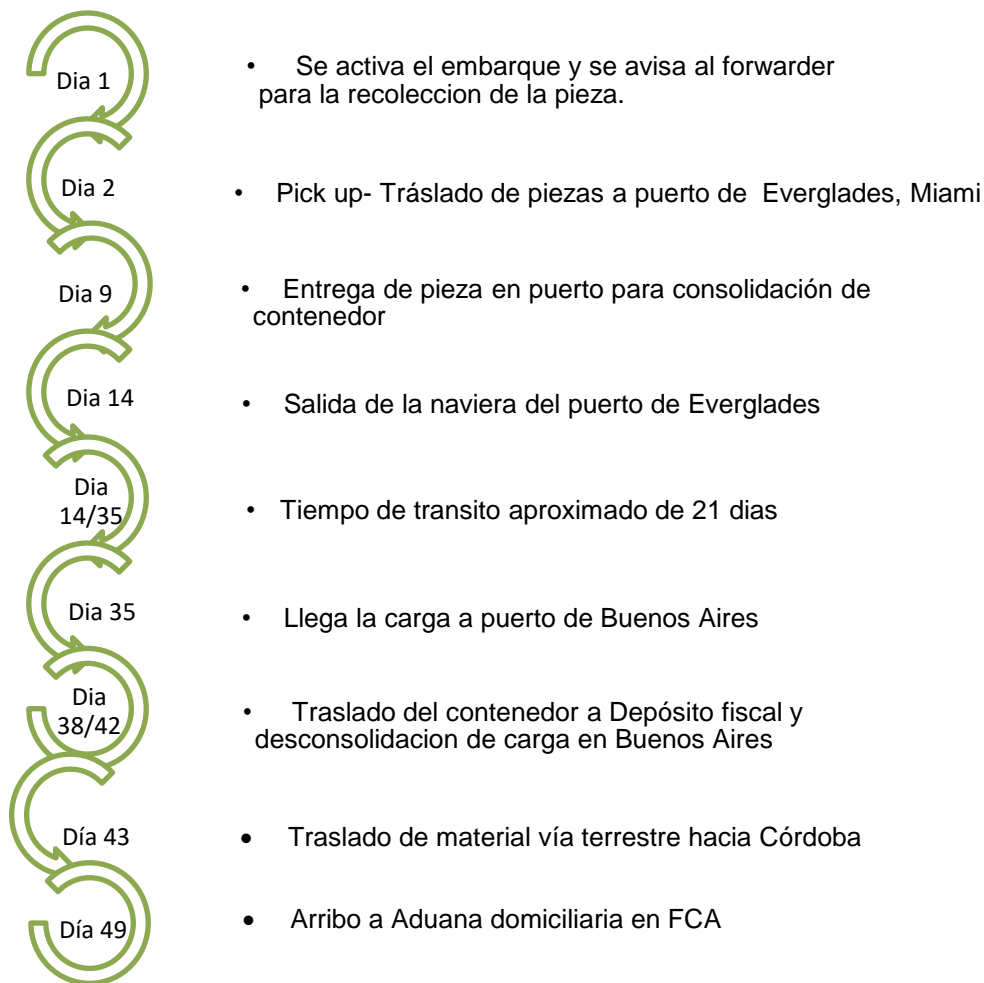 Dia 1
• Se activa el embarque y se avisa al forwarder
para la recoleccion de la pieza.
Dia 2
• Pick up- Tráslado de piezas a puerto de Everglades, Miami
Dia 9
• Entrega de pieza en puerto para consolidación de
contenedor
Dia 14
• Salida de la naviera del puerto de Everglades
Dia
14/35
• Tiempo de transito aproximado de 21 dias
Dia 35
• Llega la carga a puerto de Buenos Aires
Dia
38/42
• Traslado del contenedor a Depósito fiscal y
desconsolidacion de carga en Buenos Aires
Día 43
• Traslado de material vía terrestre hacia Córdoba
Día 49
• Arribo a Aduana domiciliaria en FCA